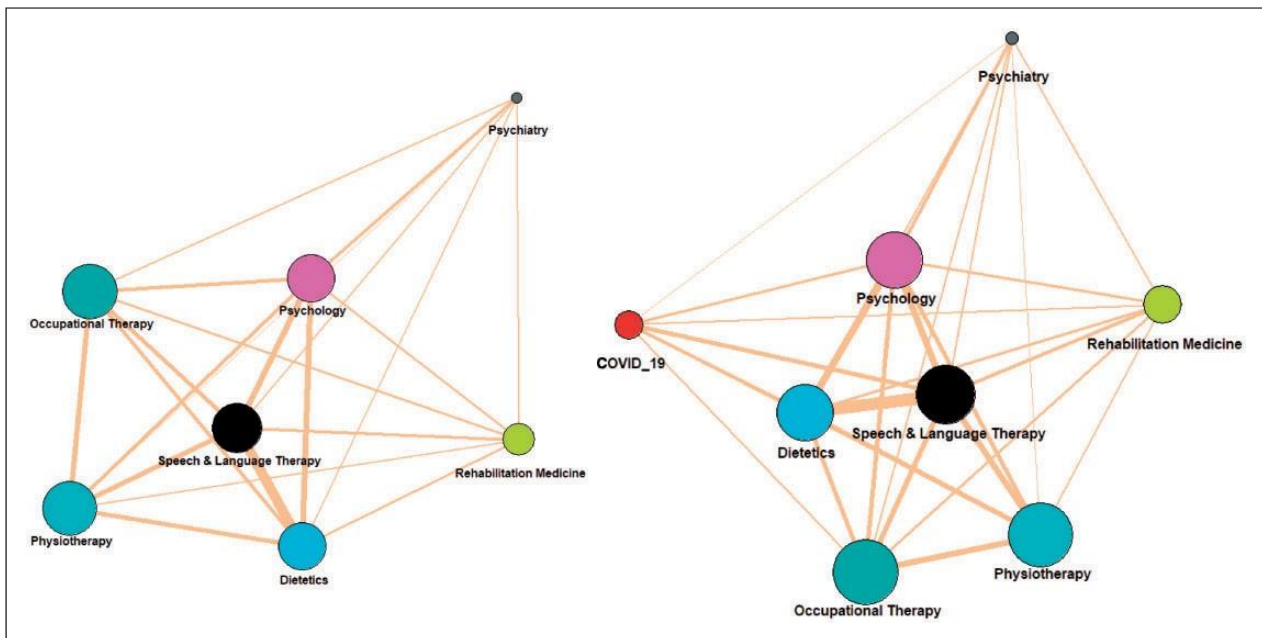 Psychiatry
Occupational Therapy
Psychology
Speech & Language Therapy
Rehabilitation Medicine
Physiotherapy
Dietetics
Psychiatry
Psychology
COVID_19
Rehabilitation Medicine
Speech & Language Therapy
Dietetics
Physiotherapy
Occupational Therapy